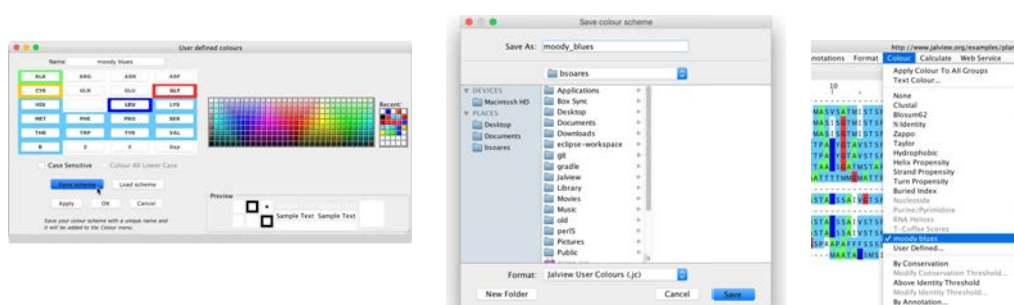 User defined colours
Name: moody blues
ALA ARG ASN ASP
CYS GLN GLU GLY
HIS LEU LYS
MET PHE PRO SER
THR TRP TYR VAL
B Z X Gap
Case Sensitive Colour All Lower Case
Save scheme Load scheme
Apply OK Cancel
Save your colour scheme with a unique name and
it will be added to the Colour menu.
Recent:
Preview
Sample Text Sample Text
Save colour scheme
Save As: moody_blues
bsoares
DEVICES
Macintosh HD
PLACES
Desktop
Documents
bsoares
Applications
Box Sync
Desktop
Documents
Downloads
eclipse-workspace
git
gradle
Jalview
Library
Movies
Music
old
perl5
Pictures
Public
Format: Jalview User Colours (.jc)
New Folder Cancel Save
http://www.jalview.org/examples/plan
notations Format Colour Calculate Web Service
10
Apply Colour To All Groups
Text Colour...
None
Clustal
Blosum62
%Identity
Zappo
Taylor
Hydrophobic
Helix Propensity
Strand Propensity
Turn Propensity
Buried Index
Nucleotide
Purine/Pyrimidine
RNA Helices
T-Coffee Scores
✓ moody blues
User Defined...
By Conservation
Modify Conservation Threshold...
Above Identity Threshold
Modify Identity Threshold...
By Annotation...